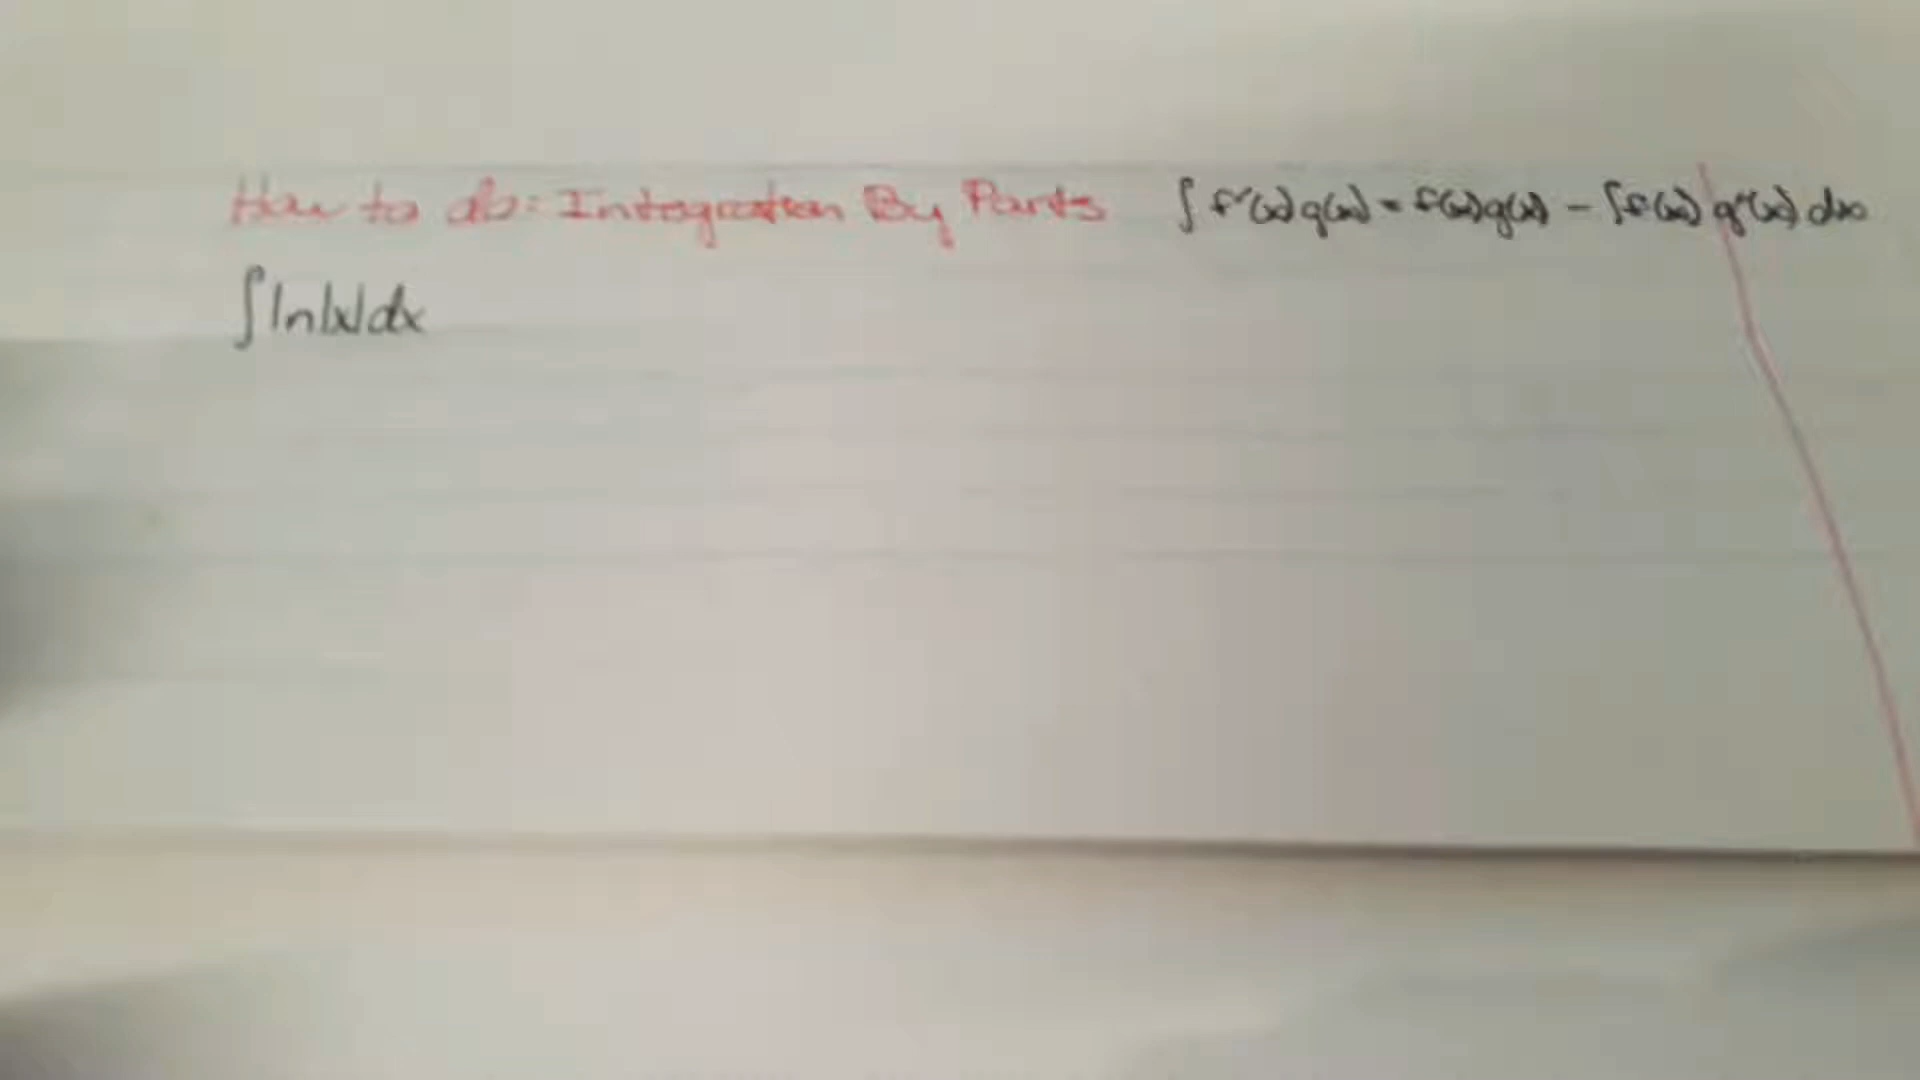 How to do: Integration By Parts ∫f'(x)g(x) = f(x)g(x) - ∫f(x)g'(x)dx
∫ln|x|dx